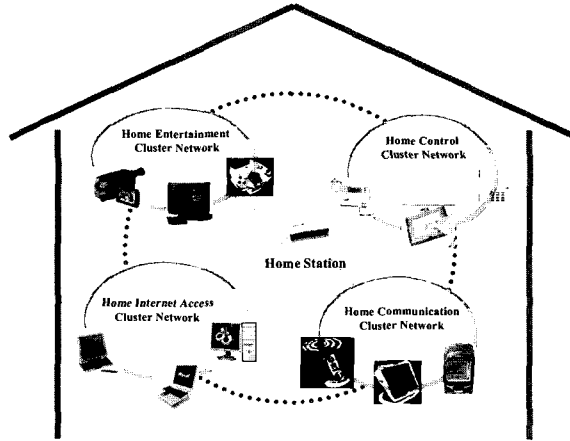 Home Entertainment
Cluster Network
Home Control
Cluster Network
Home Station
Home Internet Access
Cluster Network
Home Communication
Cluster Network